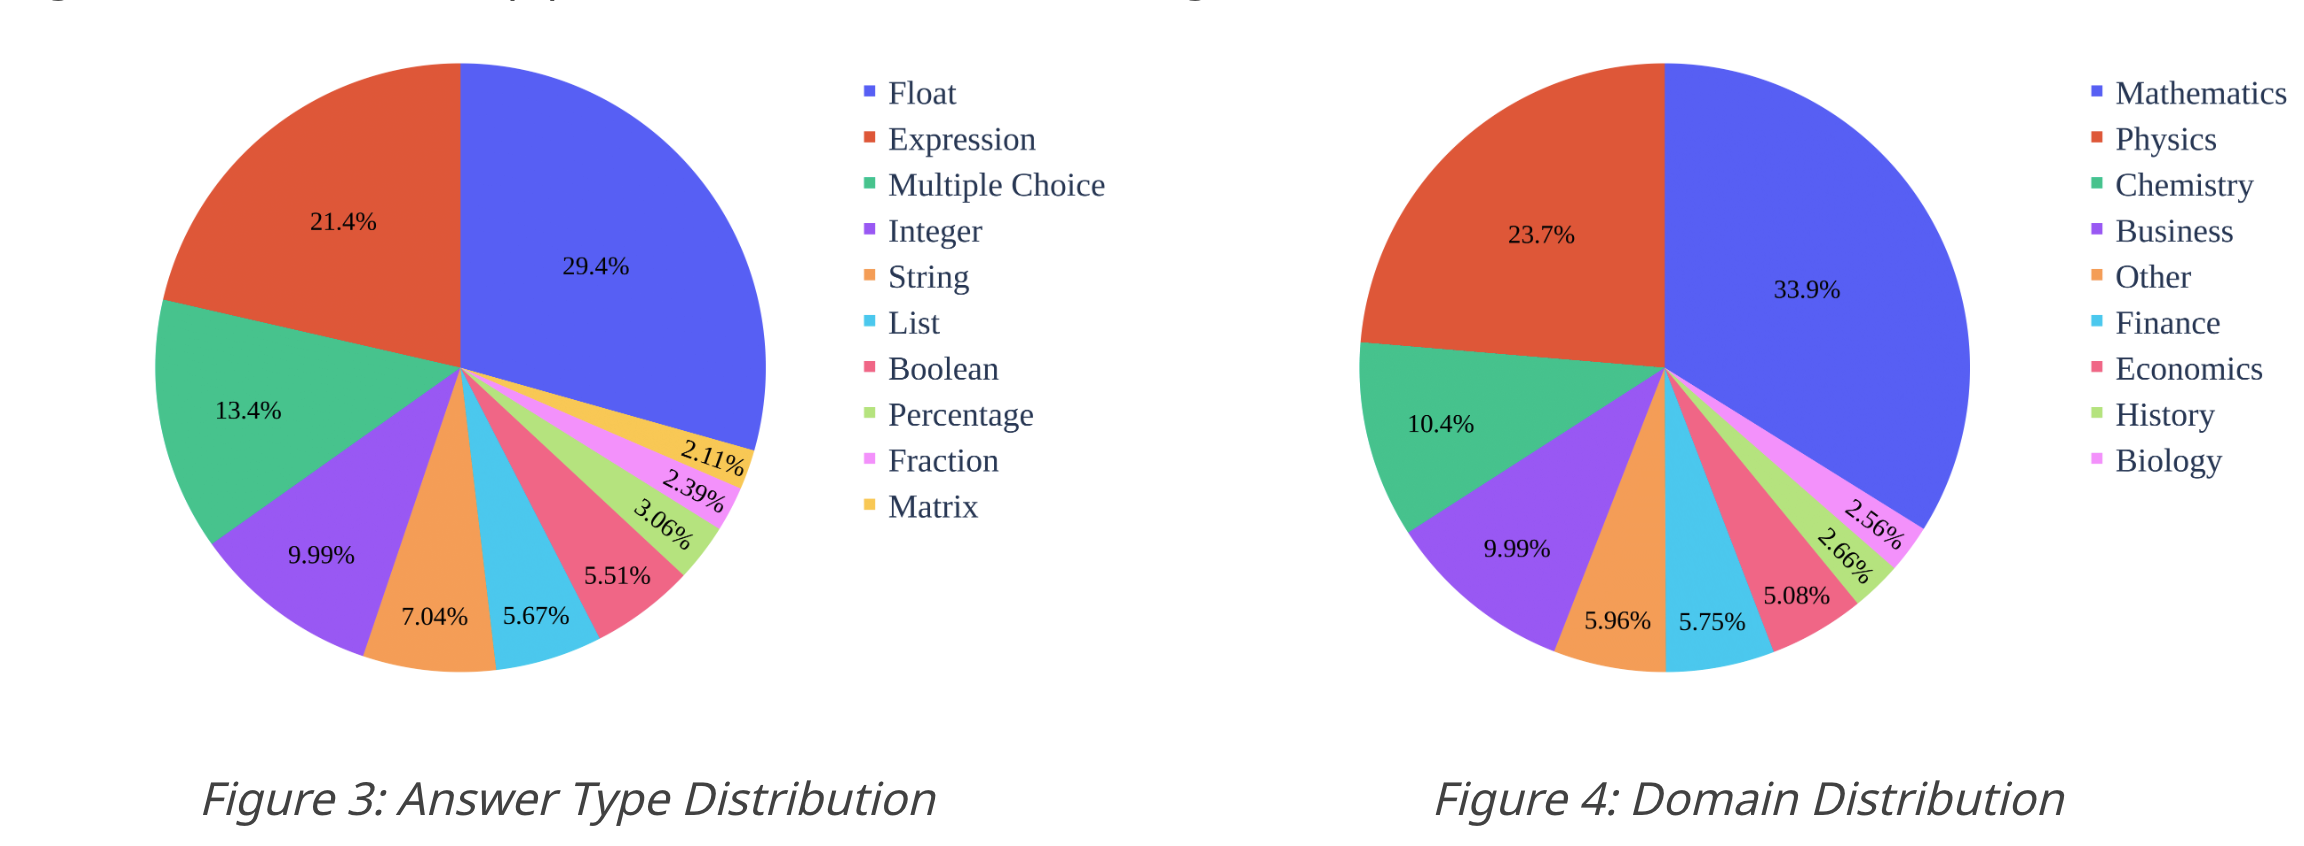 21.4%
29.4%
13.4%
9.99%
7.04%
5.67%
5.51%
3.06%
2.39%
2.11%
Float
Expression
Multiple Choice
Integer
String
List
Boolean
Percentage
Fraction
Matrix
Figure 3: Answer Type Distribution
23.7%
33.9%
10.4%
9.99%
5.96%
5.75%
5.08%
2.66%
2.56%
Mathematics
Physics
Chemistry
Business
Other
Finance
Economics
History
Biology
Figure 4: Domain Distribution